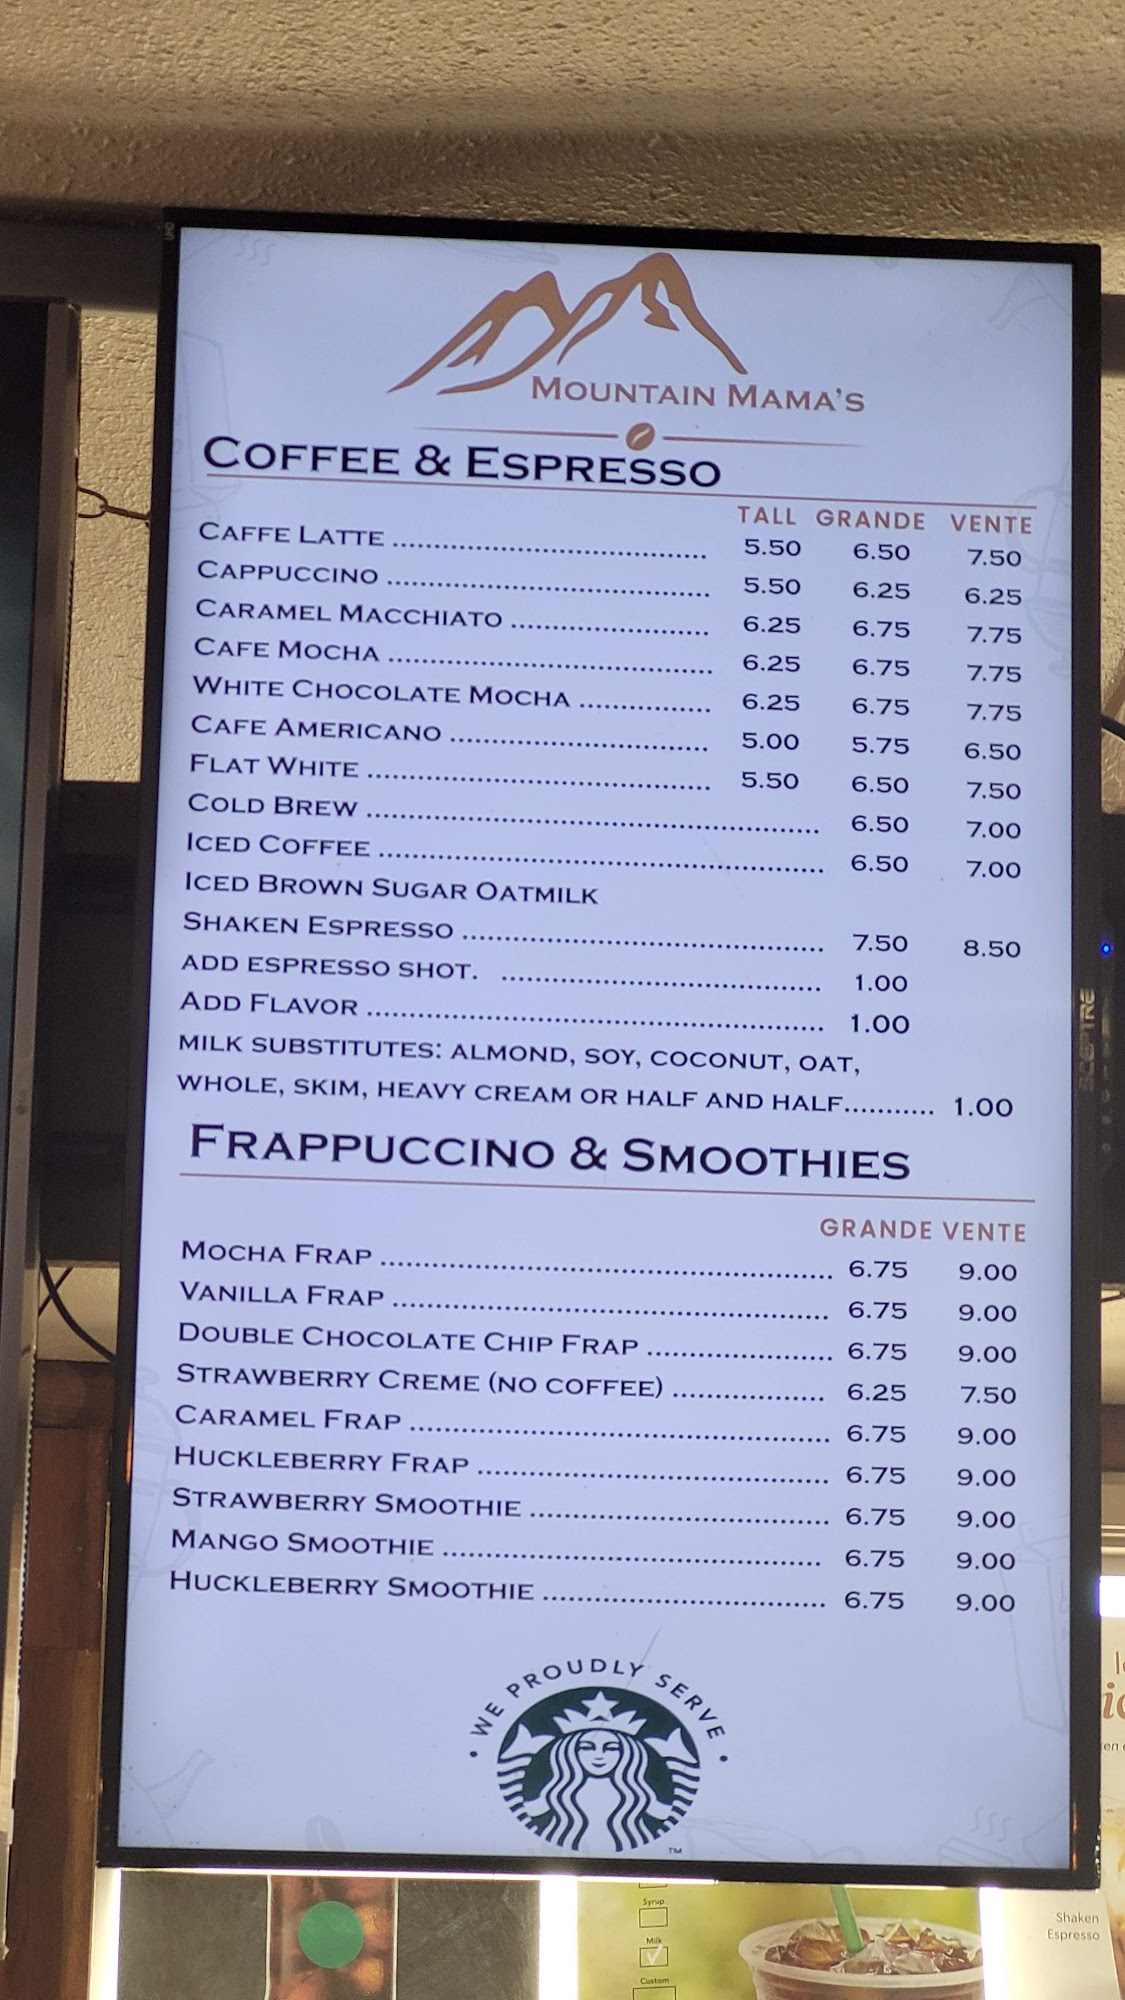 MOUNTAIN MAMA'S
COFFEE & ESPRESSO
TALL GRANDE VENTE
CAFFE LATTE 5.50 6.50 7.50
CAPPUCCINO 5.50 6.25 6.25
CARAMEL MACCHIATO 6.25 6.75 7.75
CAFE MOCHA 6.25 6.75 7.75
WHITE CHOCOLATE MOCHA 6.25 6.75 7.75
CAFE AMERICANO 5.00 5.75 6.50
FLAT WHITE 5.50 6.50 7.50
COLD BREW 6.50 7.00
ICED COFFEE 6.50 7.00
ICED BROWN SUGAR OATMILK
SHAKEN ESPRESSO 7.50 8.50
ADD ESPRESSO SHOT. 1.00
ADD FLAVOR 1.00
MILK SUBSTITUTES: ALMOND, SOY, COCONUT, OAT,
WHOLE, SKIM, HEAVY CREAM OR HALF AND HALF........... 1.00
FRAPPUCCINO & SMOOTHIES
GRANDE VENTE
MOCHA FRAP 6.75 9.00
VANILLA FRAP 6.75 9.00
DOUBLE CHOCOLATE CHIP FRAP 6.75 9.00
STRAWBERRY CREME (NO COFFEE) 6.25 7.50
CARAMEL FRAP 6.75 9.00
HUCKLEBERRY FRAP 6.75 9.00
STRAWBERRY SMOOTHIE 6.75 9.00
MANGO SMOOTHIE 6.75 9.00
HUCKLEBERRY SMOOTHIE 6.75 9.00
• WE PROUDLY SERVE •
TM
SCEPTRE
Syrup
Milk
Custom
Shaken
Espresso